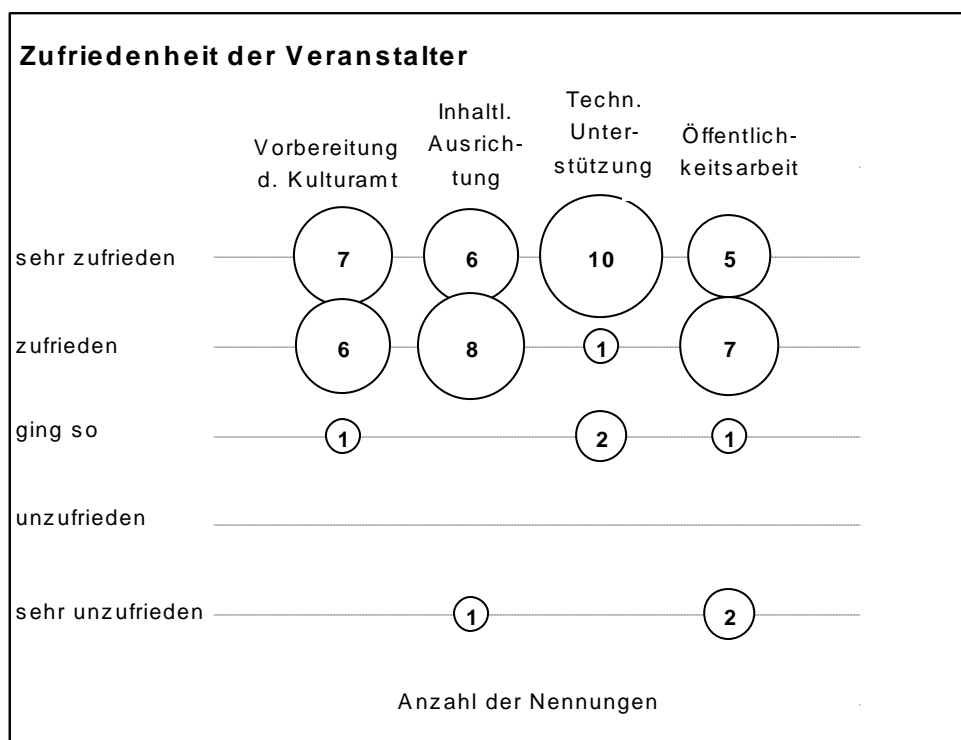 Zufriedenheit der Veranstalter
Vorbereitung
d. Kulturamt
Inhaltl.
Ausrich-
tung
Techn.
Unter-
stützung
Öffentlich-
keitsarbeit
sehr zufrieden 7 6 10 5
zufrieden 6 8 1 7
ging so 1 2 1
unzufrieden
sehr unzufrieden 1 2
Anzahl der Nennungen